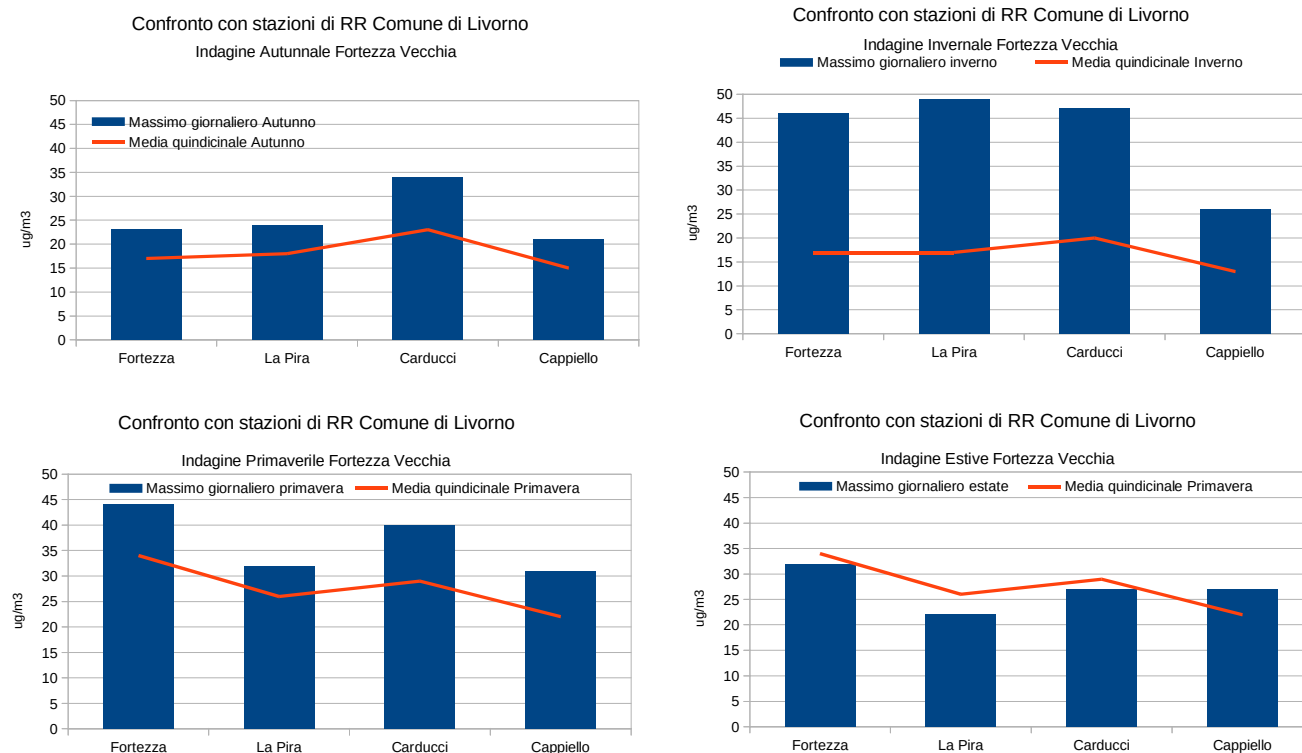 Confronto con stazioni di RR Comune di Livorno
Indagine Autunnale Fortezza Vecchia
Massimo giornaliero Autunno
Media quindicinale Autunno
50
45
40
35
30
25
20
15
10
5
0
ug/m3
Fortezza La Pira Carducci Cappiello
Confronto con stazioni di RR Comune di Livorno
Indagine Invernale Fortezza Vecchia
Massimo giornaliero inverno Media quindicinale Inverno
50
45
40
35
30
25
20
15
10
5
0
ug/m3
Fortezza La Pira Carducci Cappiello
Confronto con stazioni di RR Comune di Livorno
Indagine Primaverile Fortezza Vecchia
Massimo giornaliero primavera Media quindicinale Primavera
50
45
40
35
30
25
20
15
10
5
0
ug/m3
Fortezza La Pira Carducci Cappiello
Confronto con stazioni di RR Comune di Livorno
Indagine Estive Fortezza Vecchia
Massimo giornaliero estate Media quindicinale Primavera
50
45
40
35
30
25
20
15
10
5
0
ug/m3
Fortezza La Pira Carducci Cappiello